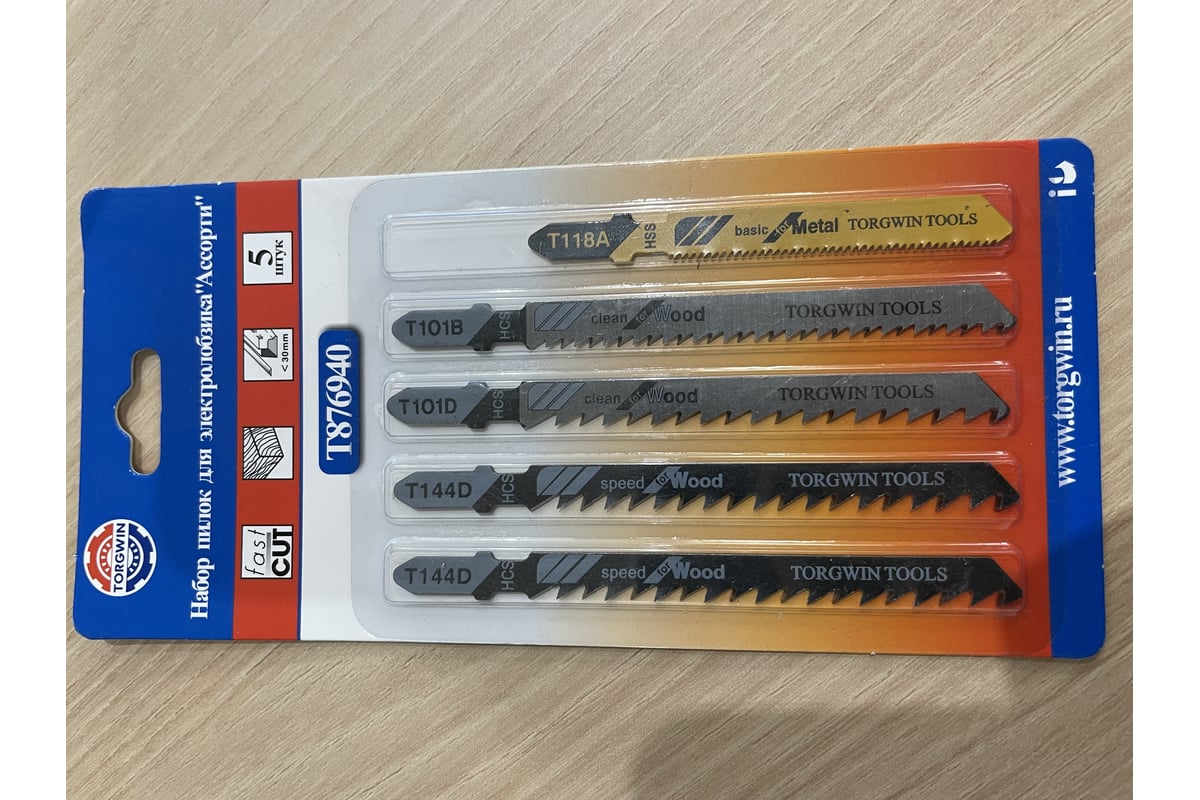 TORGWIN
Набор пилок для электролобзика"Ассорти"
5
штук
<30mm
fast
CUT
T876940
T118A
HSS
basic for Metal
TORGWIN TOOLS
T101B
HCS
clean for Wood
TORGWIN TOOLS
T101D
HCS
clean for Wood
TORGWIN TOOLS
T144D
HCS
speed for Wood
TORGWIN TOOLS
T144D
HCS
speed for Wood
TORGWIN TOOLS
www.torgwin.ru